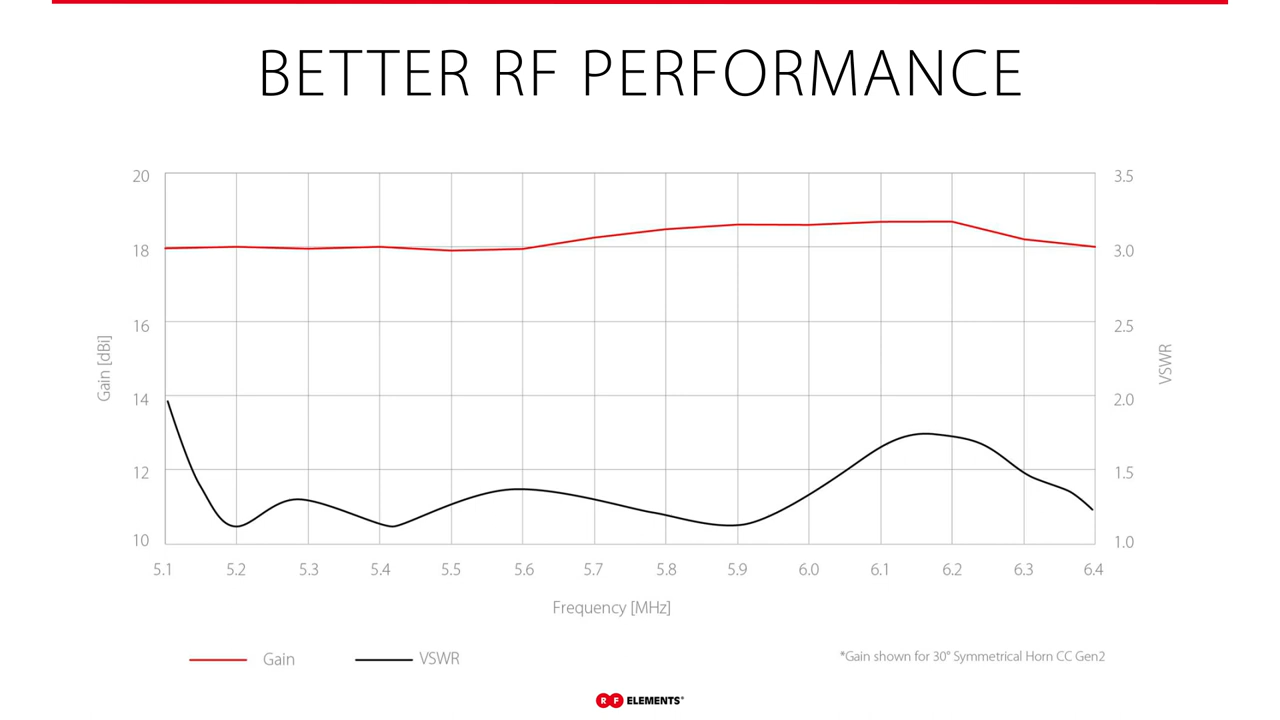 BETTER RF PERFORMANCE
20 3.5
18 3.0
16 2.5
Gain [dBi] VSWR
14 2.0
12 1.5
10 1.0
5.1 5.2 5.3 5.4 5.5 5.6 5.7 5.8 5.9 6.0 6.1 6.2 6.3 6.4
Frequency [MHz]
Gain VSWR *Gain shown for 30° Symmetrical Horn CC Gen2
RF ELEMENTS®